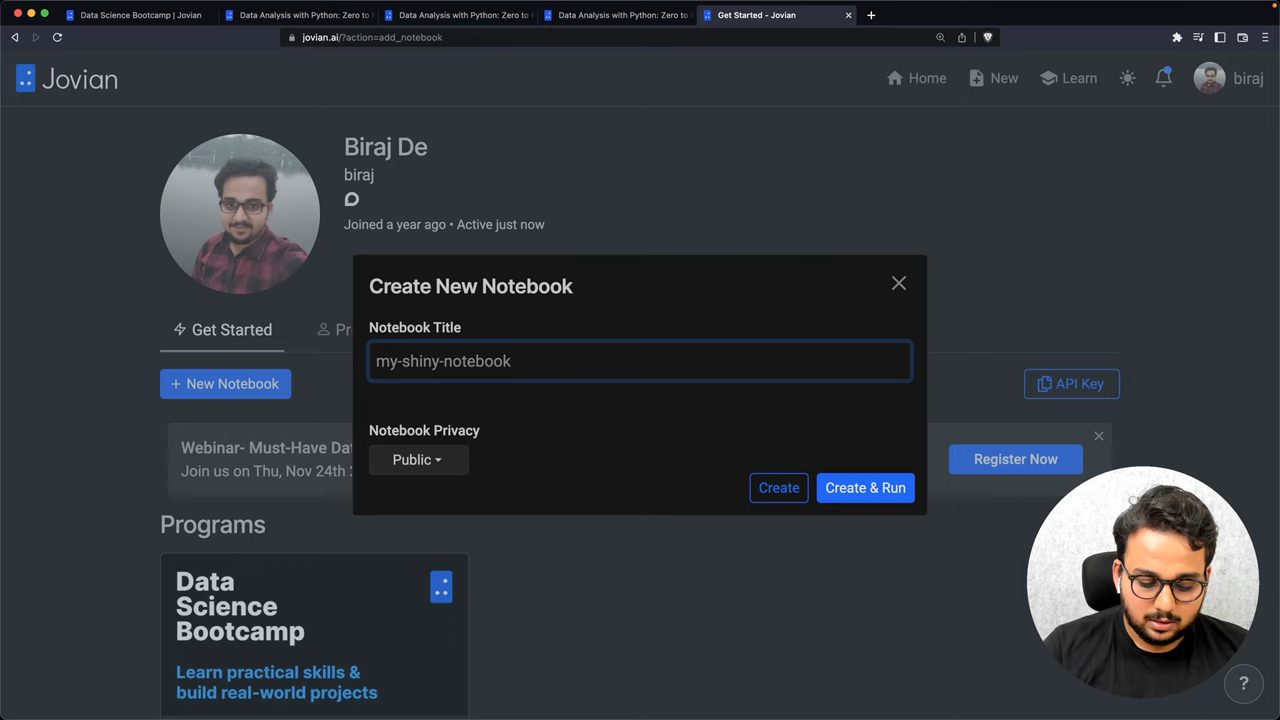 Data Science Bootcamp | Jovian
Data Analysis with Python: Zero to
Data Analysis with Python: Zero to
Data Analysis with Python: Zero to
Get Started - Jovian
jovian.ai/?action=add_notebook
Jovian
Home
New
Learn
biraj
Biraj De
biraj
Joined a year ago • Active just now
Get Started
Pr
+ New Notebook
API Key
Create New Notebook
Notebook Title
my-shiny-notebook
Notebook Privacy
Public
Create
Create & Run
Webinar- Must-Have Dat
Join us on Thu, Nov 24th
Register Now
Programs
Data
Science
Bootcamp
Learn practical skills &
build real-world projects
?